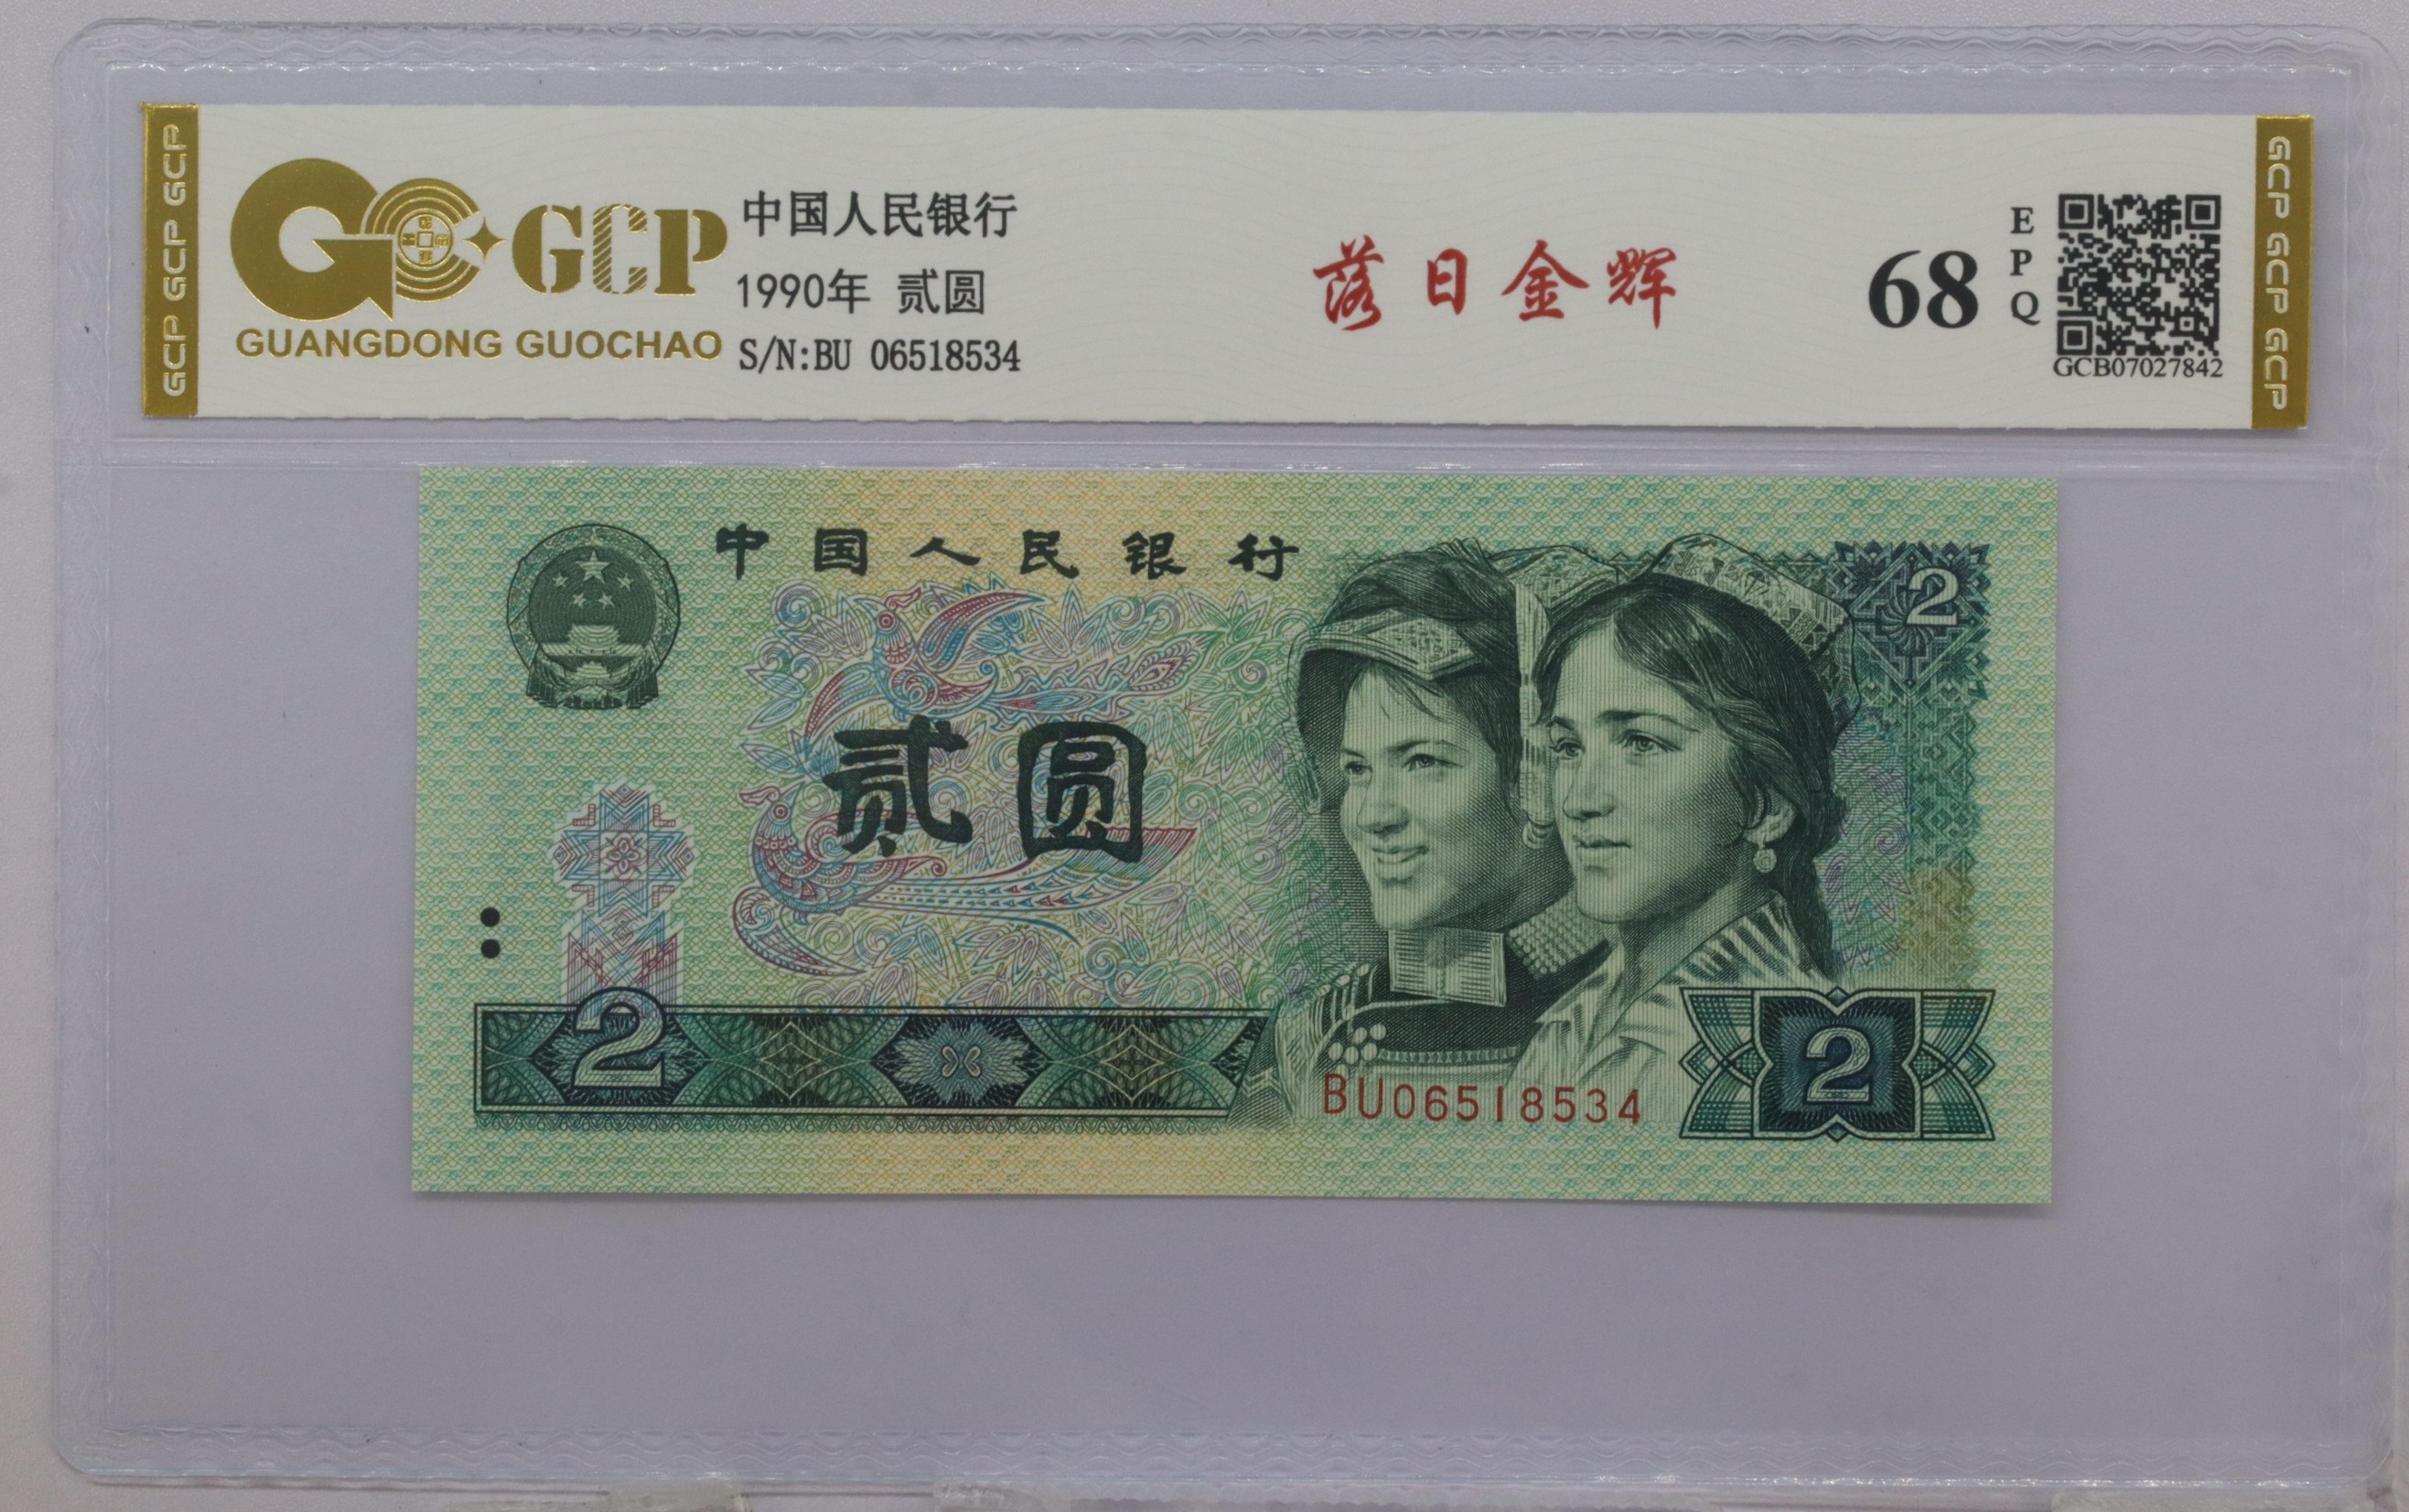 GCP GCP GCP
GCP
GUANGDONG GUOCHAO
中国人民银行
1990年 贰圆
S/N:BU 06518534
落日金辉
68
EPQ
GCB07027842
GCP GCP GCP
中国人民银行
2
贰圆
2
BU06518534
2